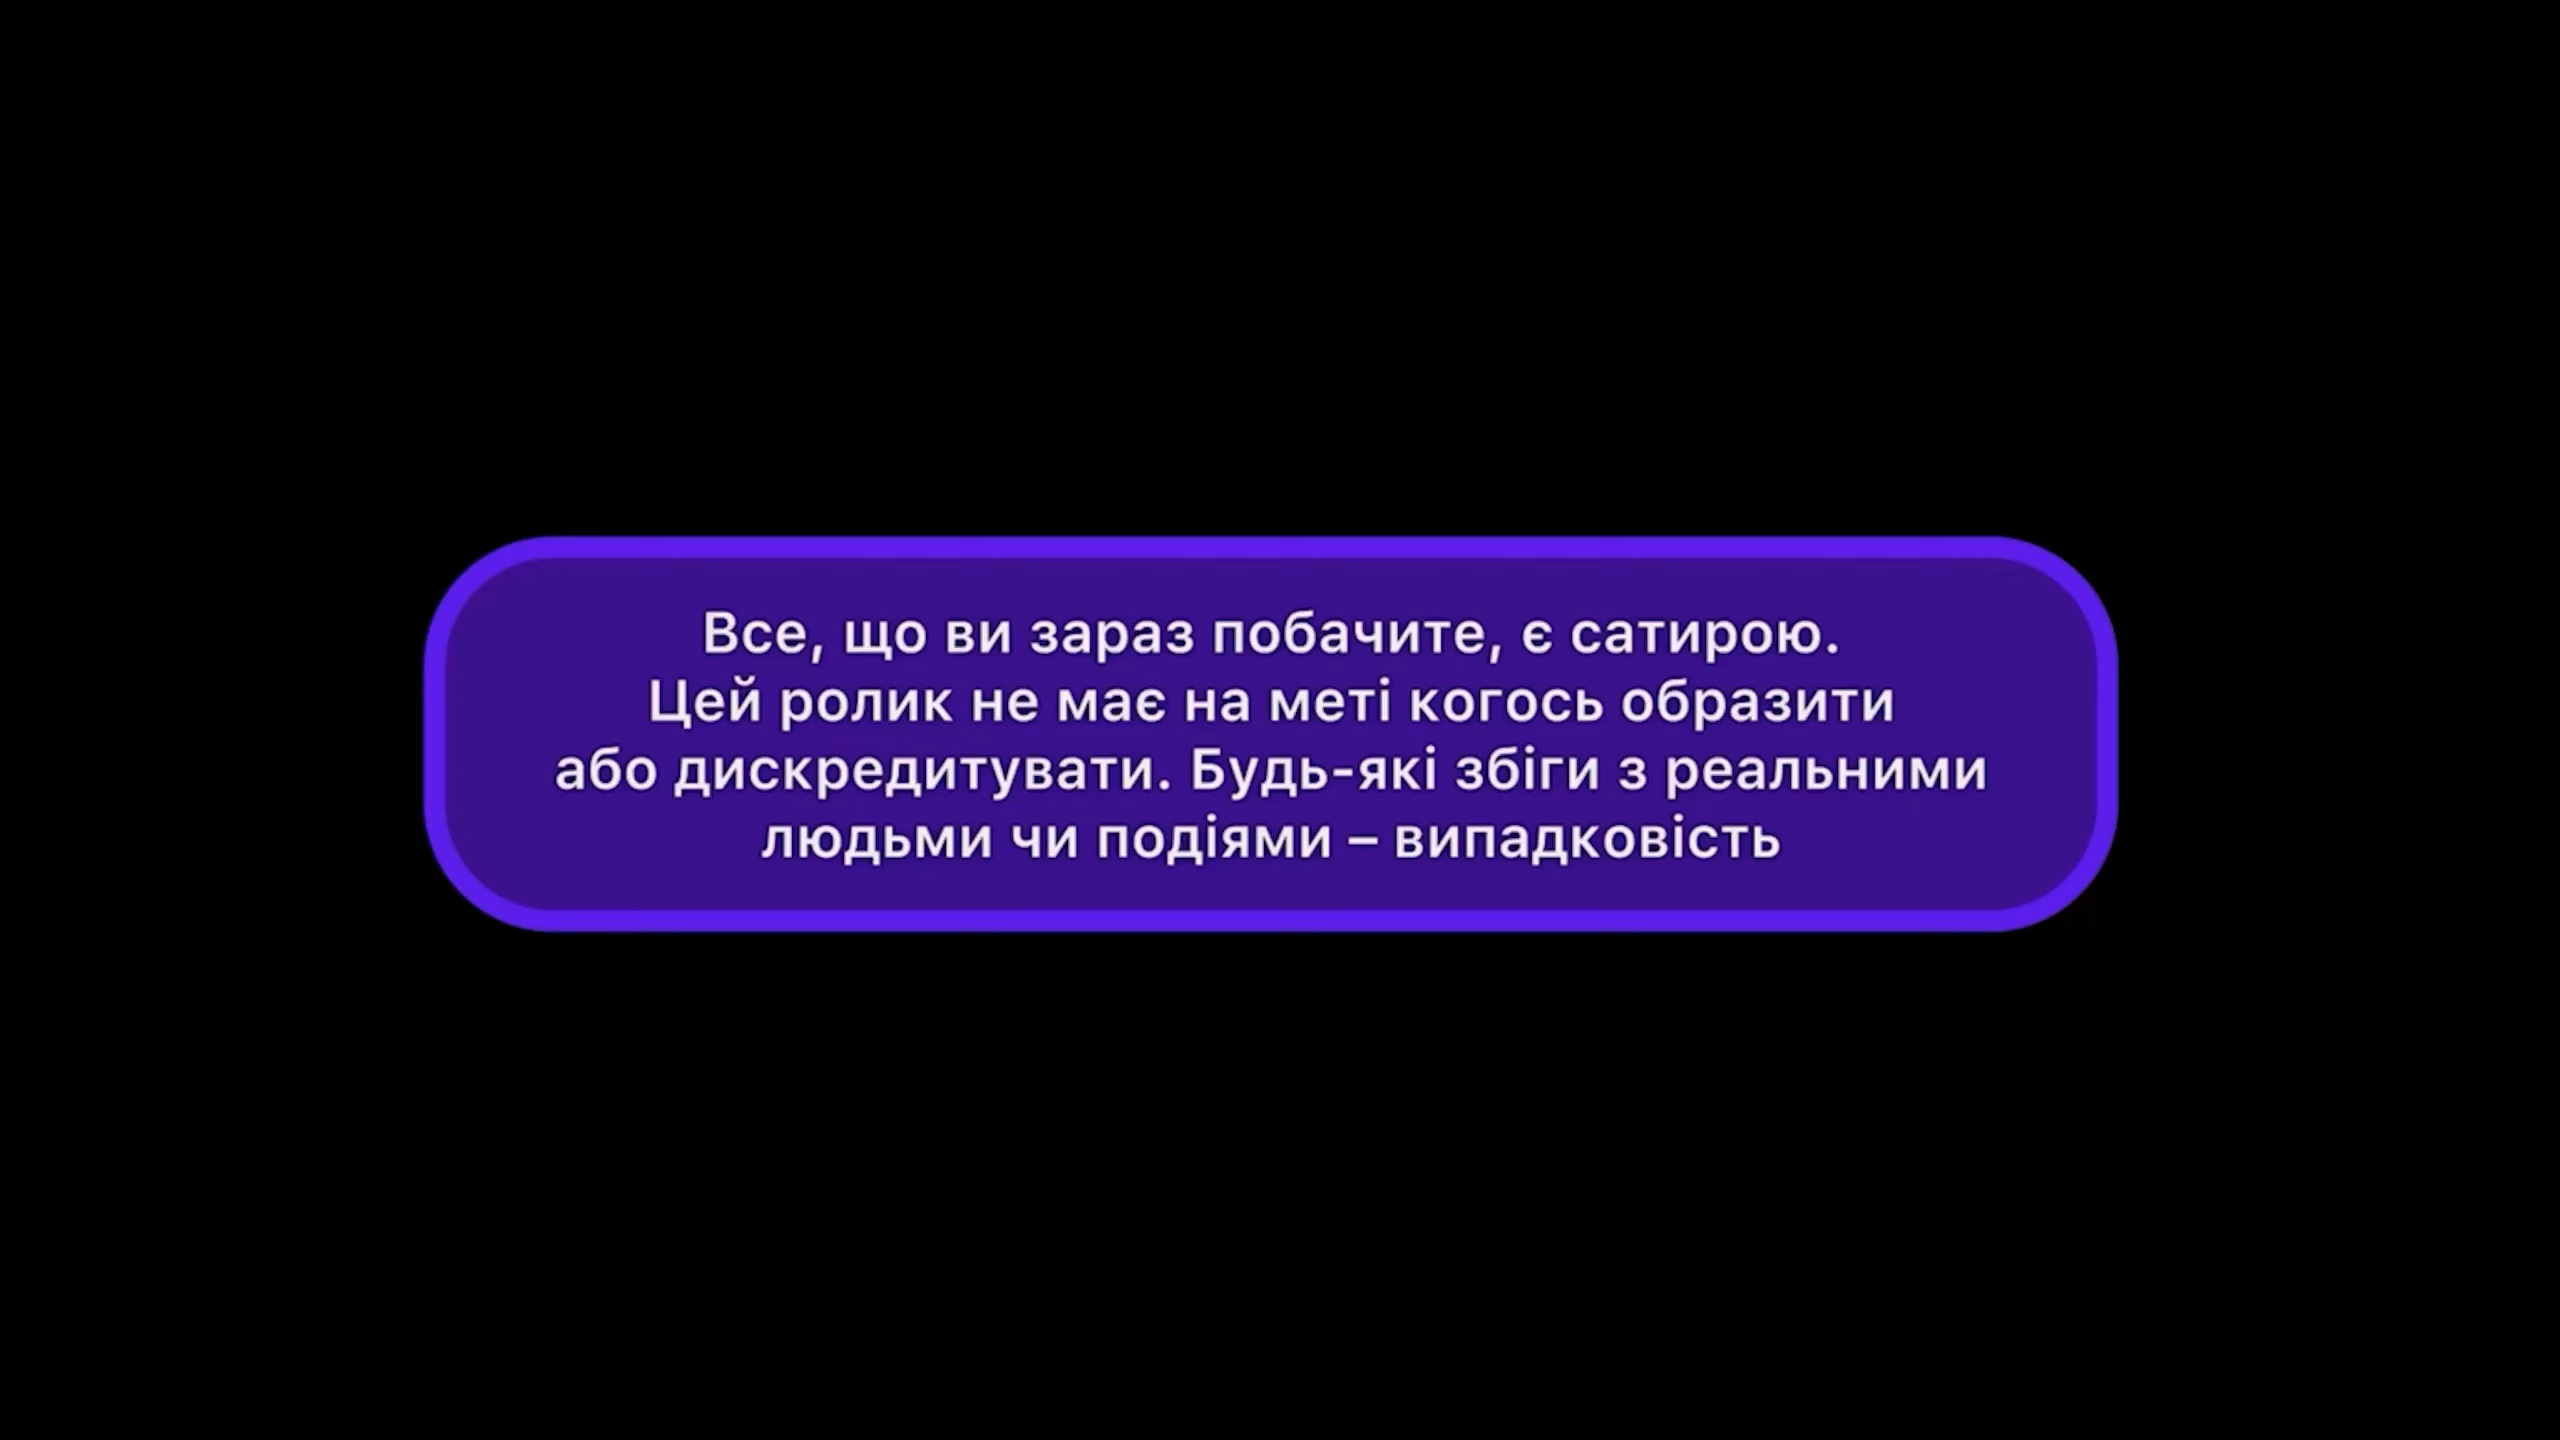 Все, що ви зараз побачите, є сатирою.
Цей ролик не має на меті когось образити
або дискредитувати. Будь-які збіги з реальними
людьми чи подіями – випадковість